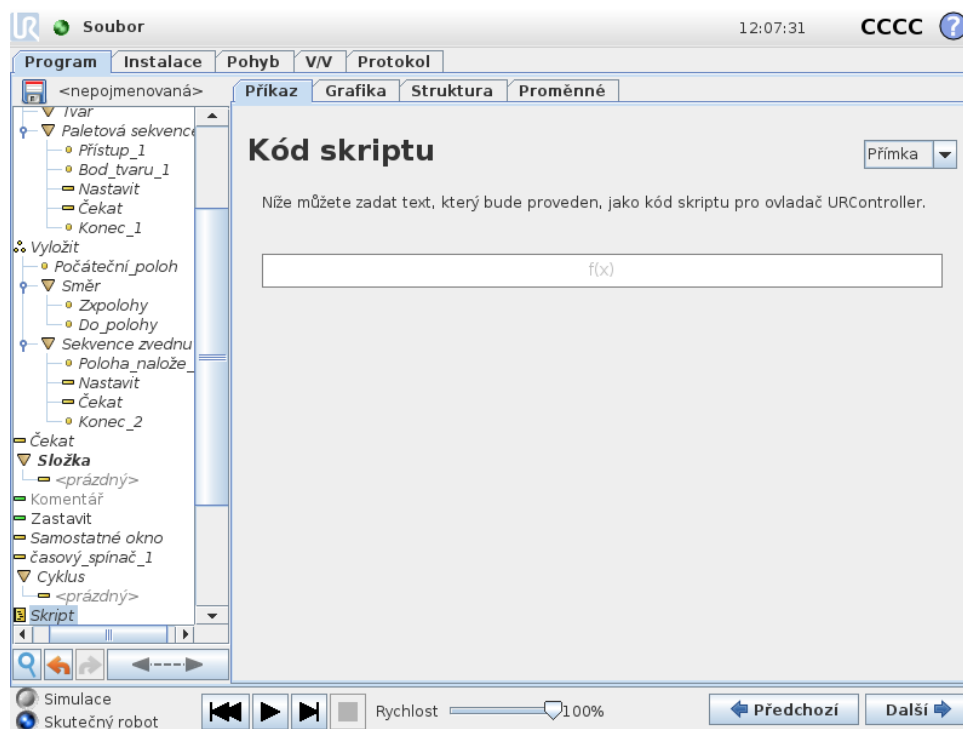 UR Soubor 12:07:31 CCCC ?
Program Instalace Pohyb V/V Protokol
<nepojmenovaná> Příkaz Grafika Struktura Proměnné
Tvar
Paletová sekvence
Přístup_1
Bod_tvaru_1
Nastavit
Čekat
Konec_1
Vyložit
Počáteční_poloh
Směr
Zxpolohy
Do_polohy
Sekvence zvednu
Poloha_nalože_
Nastavit
Čekat
Konec_2
Čekat
Složka
<prázdný>
Komentář
Zastavit
Samostatné okno
časový_spínač_1
Cyklus
<prázdný>
Skript
Kód skriptu
Přímka
Níže můžete zadat text, který bude proveden, jako kód skriptu pro ovladač URController.
f(x)
Simulace
Skutečný robot
Rychlost 100%
Předchozí Další